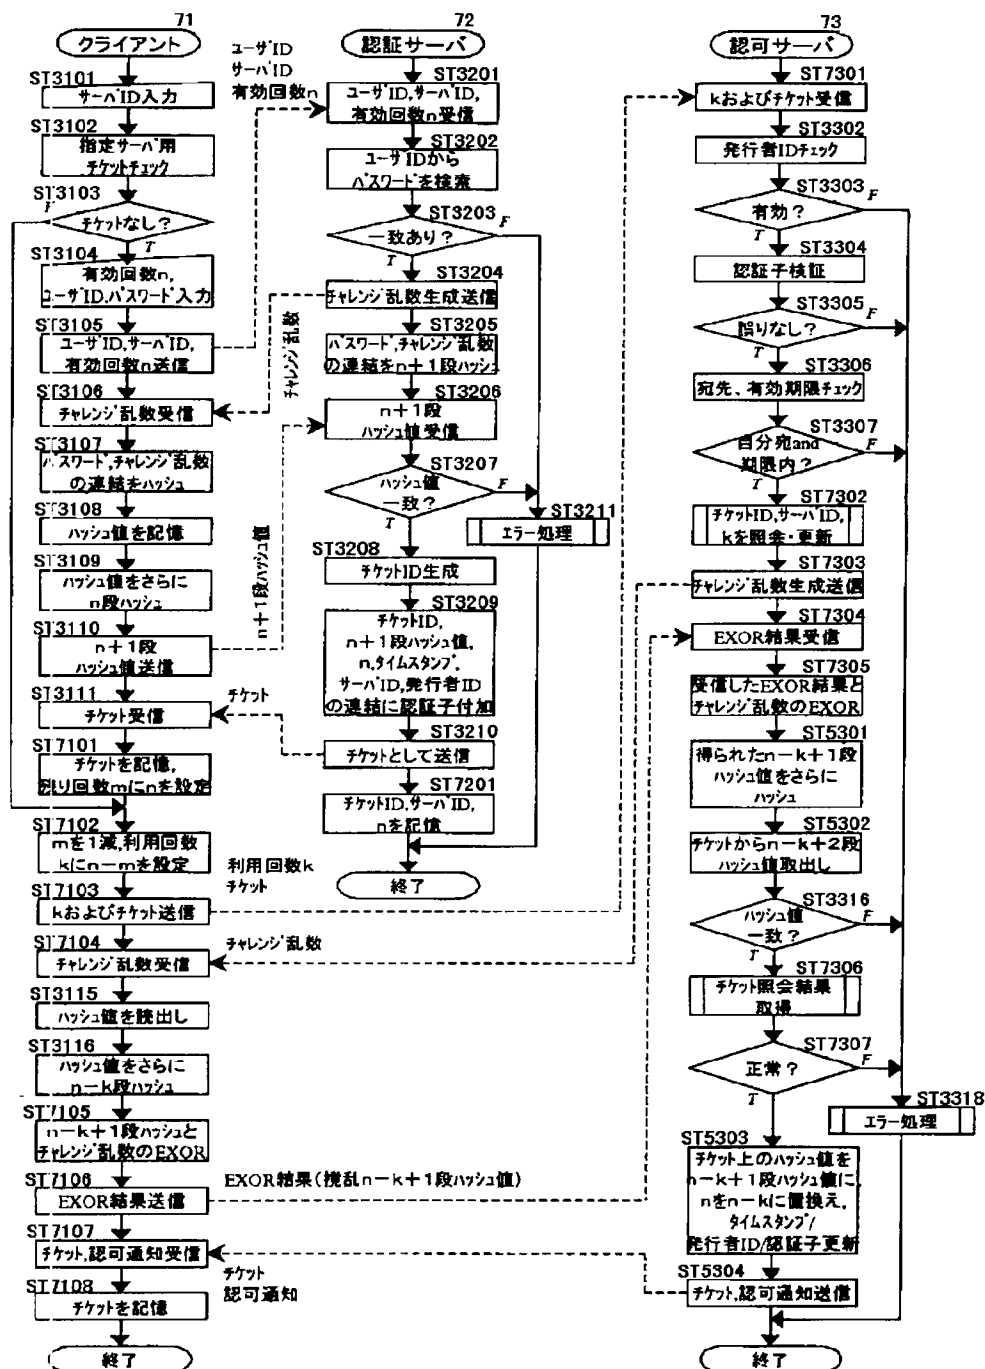 71
クライアント
ST3101
サーバID入力
ST3102
指定サーバ用
チケットチェック
ST3103
F
チケットなし?
T
ST3104
有効回数n,
ユーザID,パスワード入力
ST3105
ユーザID,サーバID,
有効回数n送信
ST3106
チャレンジ乱数受信
ST3107
パスワード,チャレンジ乱数
の連結をハッシュ
ST3108
ハッシュ値を記憶
ST3109
ハッシュ値をさらに
n段ハッシュ
ST3110
n+1段
ハッシュ値送信
ST3111
チケット受信
ST7101
チケットを記憶,
残り回数mにnを設定
ST7102
mを1減,利用回数
kにn-mを設定
ST7103
kおよびチケット送信
ST7104
チャレンジ乱数受信
ST3115
ハッシュ値を読出し
ST3116
ハッシュ値をさらに
n-k段ハッシュ
ST7105
n-k+1段ハッシュと
チャレンジ乱数のEXOR
ST7106
EXOR結果送信
ST7107
チケット,認可通知受信
ST7108
チケットを記憶
終了
ユーザID
サーバID
有効回数n
チャレンジ乱数
n+1段ハッシュ値
チケット
利用回数k
チケット
チャレンジ乱数
EXOR結果(撹乱n-k+1段ハッシュ値)
チケット
認可通知
72
認証サーバ
ST3201
ユーザID,サーバID,
有効回数n受信
ST3202
ユーザIDから
パスワードを検索
ST3203
F
一致あり?
T
ST3204
チャレンジ乱数生成送信
ST3205
パスワード,チャレンジ乱数
の連結をn+1段ハッシュ
ST3206
n+1段
ハッシュ値受信
ST3207
ハッシュ値
一致?
F
T
ST3211
エラー処理
ST3208
チケットID生成
ST3209
チケットID,
n+1段ハッシュ値,
n,タイムスタンプ,
サーバID,発行者ID
の連結に認証子付加
ST3210
チケットとして送信
ST7201
チケットID,サーバID,
nを記憶
終了
73
認可サーバ
ST7301
kおよびチケット受信
ST3302
発行者IDチェック
ST3303
F
有効?
T
ST3304
認証子検証
ST3305
誤りなし?
F
T
ST3306
宛先、有効期限チェック
ST3307
自分宛and
期限内?
F
T
ST7302
チケットID,サーバID,
kを照会・更新
ST7303
チャレンジ乱数生成送信
ST7304
EXOR結果受信
ST7305
受信したEXOR結果と
チャレンジ乱数のEXOR
ST5301
得られたn-k+1段
ハッシュ値をさらに
ハッシュ
ST5302
チケットからn-k+2段
ハッシュ値取出し
ST3316
ハッシュ値
一致?
F
T
ST7306
チケット照会結果
取得
ST7307
正常?
F
T
ST3318
エラー処理
ST5303
チケット上のハッシュ値を
n-k+1段ハッシュ値に,
nをn-kに置換え,
タイムスタンプ/
発行者ID/認証子更新
ST5304
チケット,認可通知送信
終了